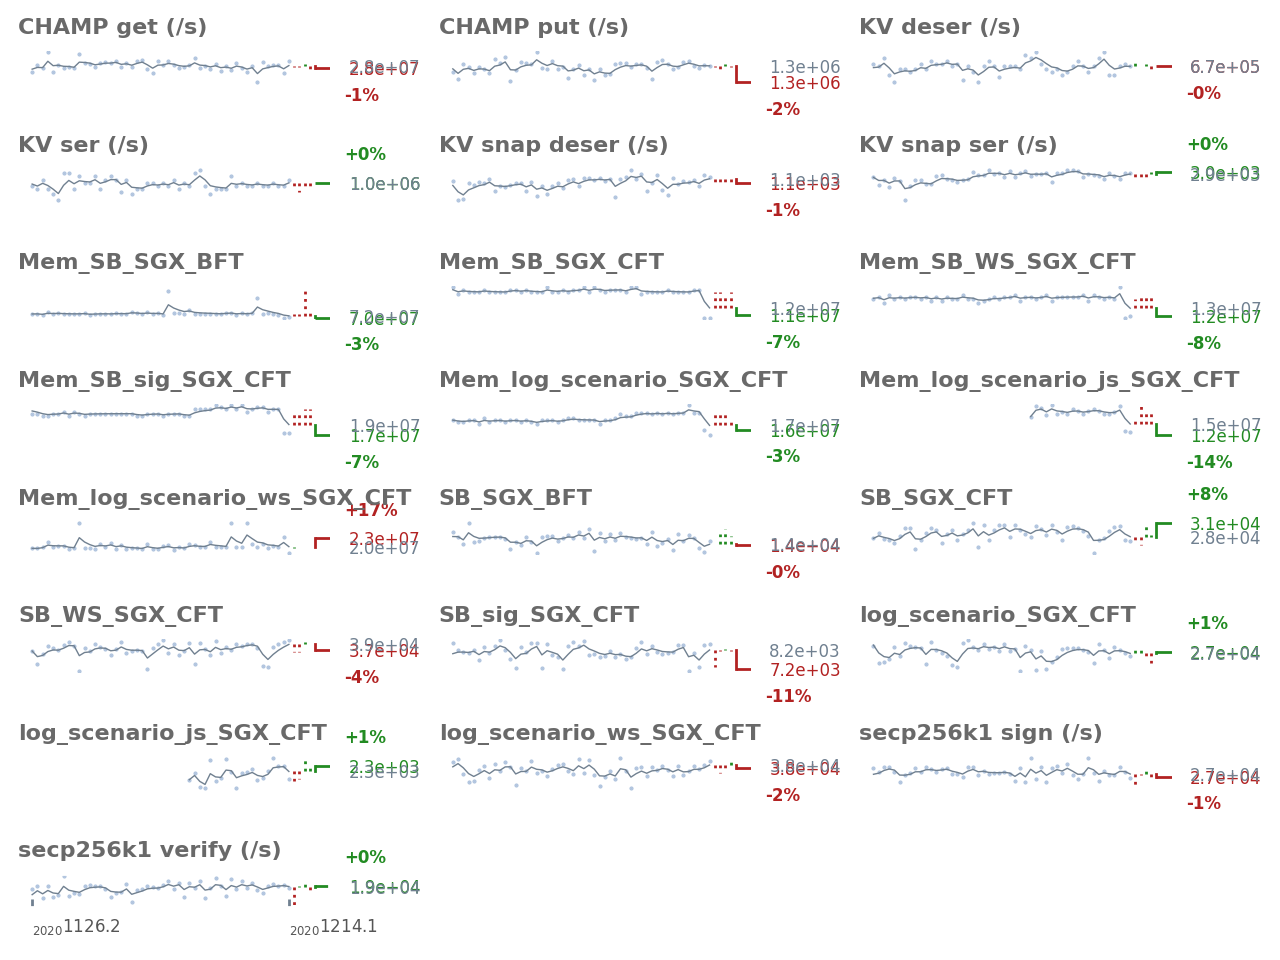 CHAMP get (/s)
2.8e+07
2.8e+07
-1%
CHAMP put (/s)
1.3e+06
1.3e+06
-2%
KV deser (/s)
6.7e+05
-0%
KV ser (/s)
+0%
1.0e+06
KV snap deser (/s)
1.1e+03
1.1e+03
-1%
KV snap ser (/s)
+0%
3.0e+03
2.9e+03
Mem_SB_SGX_BFT
7.2e+07
7.0e+07
-3%
Mem_SB_SGX_CFT
1.2e+07
1.1e+07
-7%
Mem_SB_WS_SGX_CFT
1.3e+07
1.2e+07
-8%
Mem_SB_sig_SGX_CFT
1.9e+07
1.7e+07
-7%
Mem_log_scenario_SGX_CFT
1.7e+07
1.6e+07
-3%
Mem_log_scenario_js_SGX_CFT
1.5e+07
1.2e+07
-14%
Mem_log_scenario_ws_SGX_CFT
+17%
2.3e+07
2.0e+07
SB_SGX_BFT
1.4e+04
-0%
SB_SGX_CFT
+8%
3.1e+04
2.8e+04
SB_WS_SGX_CFT
3.9e+04
3.7e+04
-4%
SB_sig_SGX_CFT
8.2e+03
7.2e+03
-11%
log_scenario_SGX_CFT
+1%
2.7e+04
2.7e+04
log_scenario_js_SGX_CFT
+1%
2.3e+03
2.3e+03
log_scenario_ws_SGX_CFT
3.8e+04
3.8e+04
-2%
secp256k1 sign (/s)
2.7e+04
2.7e+04
-1%
secp256k1 verify (/s)
+0%
1.9e+04
1.9e+04
2020 1126.2
2020 1214.1